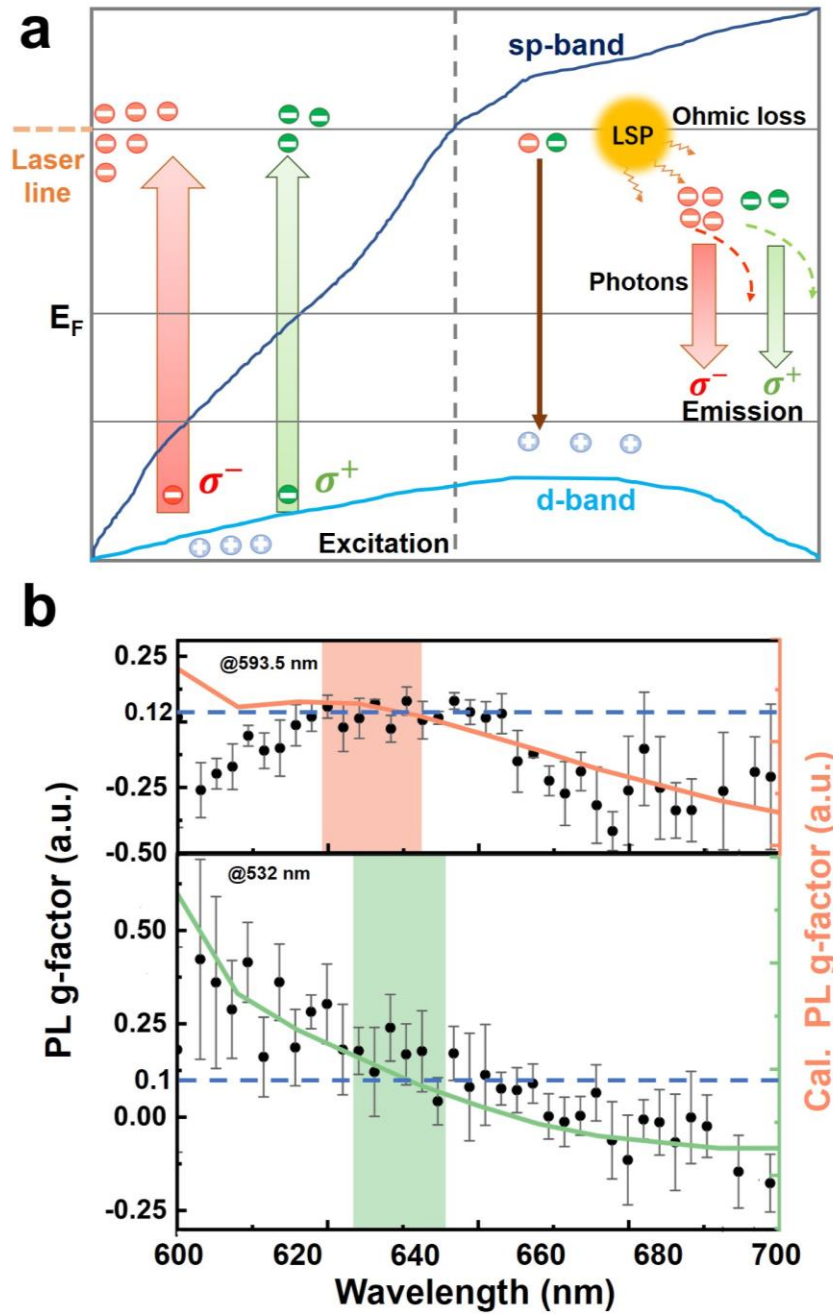 a
sp-band
LSP
Ohmic loss
Laser
line
Photons
E_F
σ⁻
σ⁺
Emission
σ⁻
σ⁺
d-band
Excitation
b
@593.5 nm
0.25
0.12
-0.25
-0.50
@532 nm
0.50
0.25
0.1
0.00
-0.25
PL g-factor (a.u.)
Cal. PL g-factor (a.u.)
600
620
640
660
680
700
Wavelength (nm)